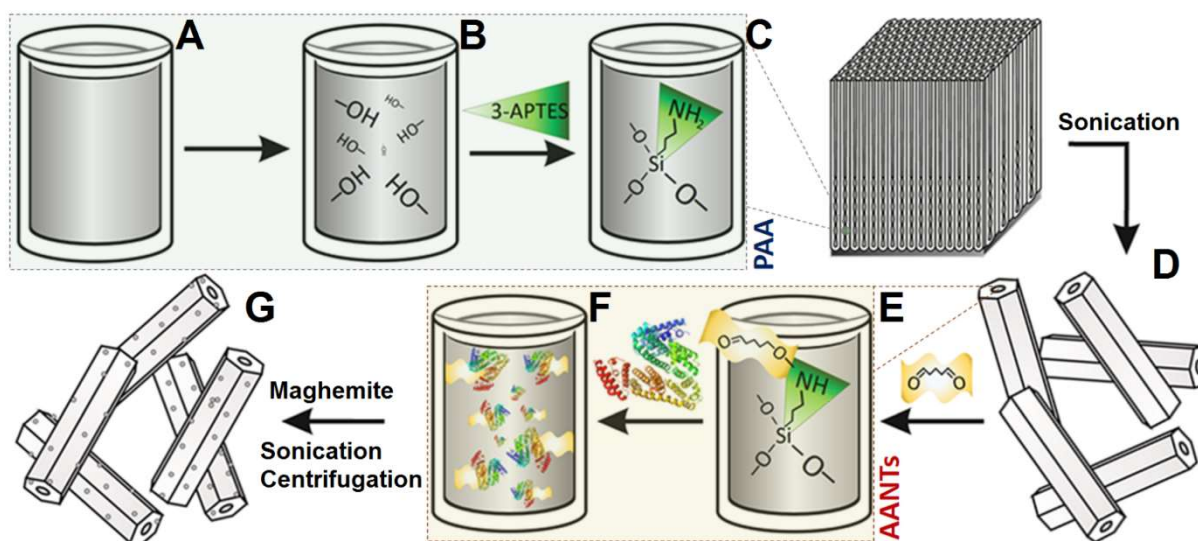 A
B
C
—OH
HO—
HO—
HO—
—OH
HO—
3-APTES
NH2
O
Si
O
O
PAA
Sonication
D
E
O
O
AANTs
F
O
O
NH
O
Si
O
O
G
Maghemite
Sonication
Centrifugation